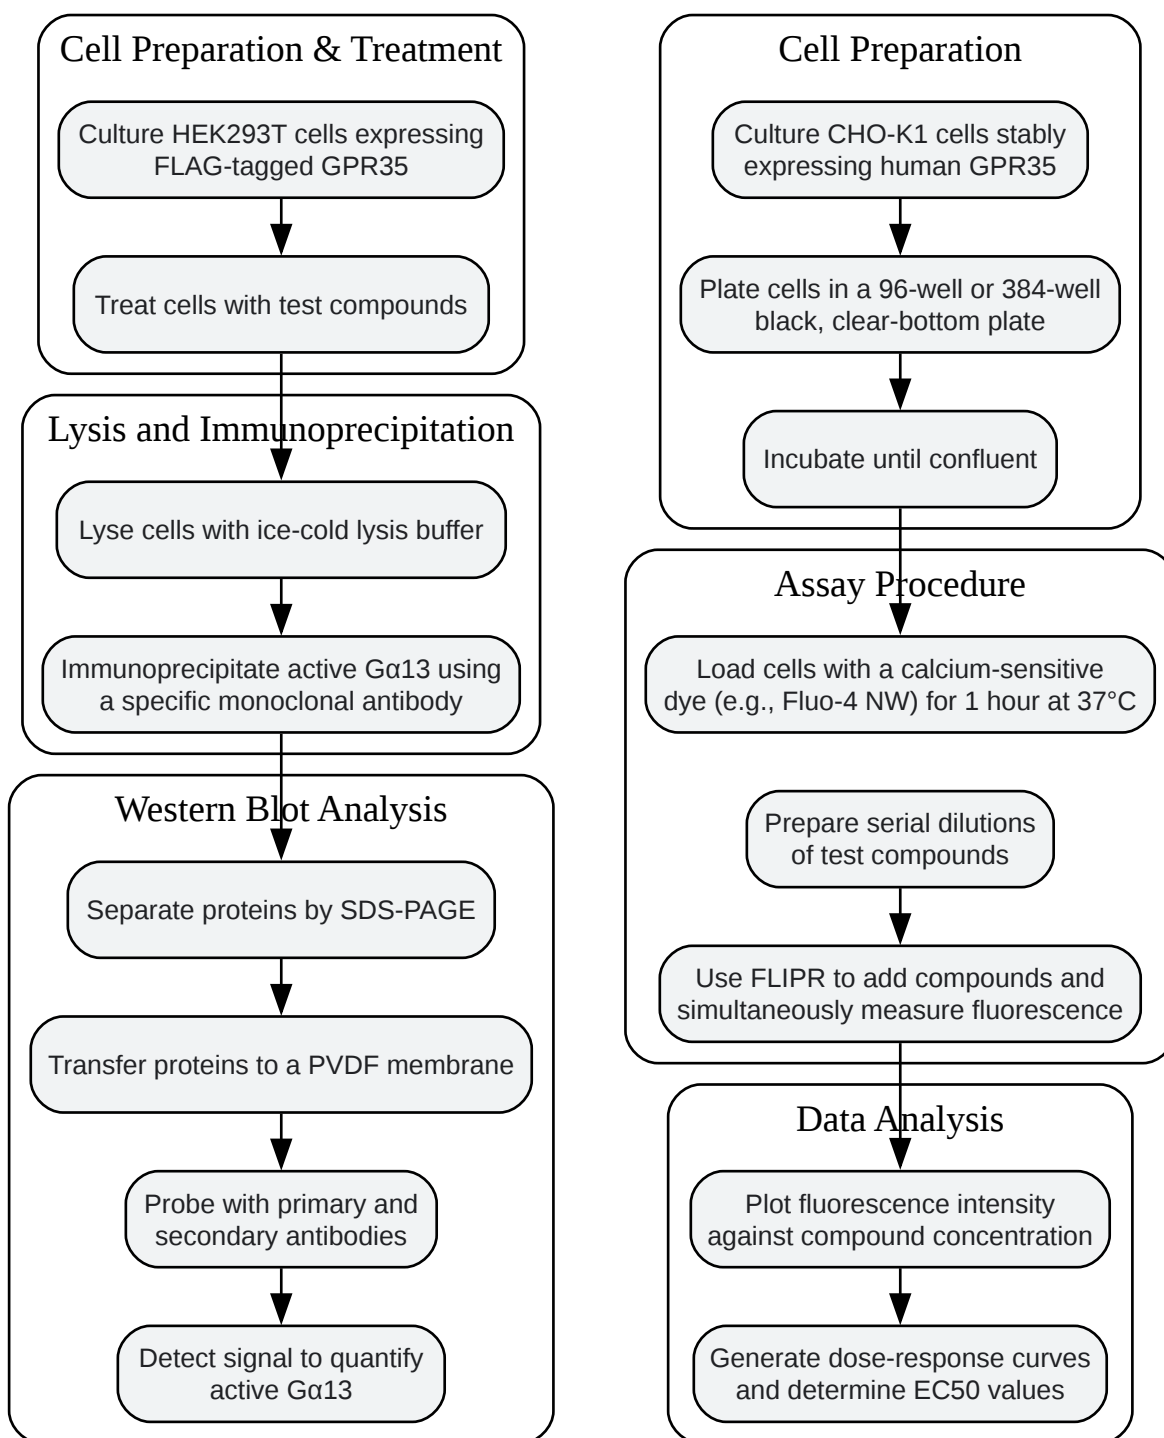 Cell Preparation & Treatment
Culture HEK293T cells expressing
FLAG-tagged GPR35
Treat cells with test compounds
Lysis and Immunoprecipitation
Lyse cells with ice-cold lysis buffer
Immunoprecipitate active Gα13 using
a specific monoclonal antibody
Western Blot Analysis
Separate proteins by SDS-PAGE
Transfer proteins to a PVDF membrane
Probe with primary and
secondary antibodies
Detect signal to quantify
active Gα13
Cell Preparation
Culture CHO-K1 cells stably
expressing human GPR35
Plate cells in a 96-well or 384-well
black, clear-bottom plate
Incubate until confluent
Assay Procedure
Load cells with a calcium-sensitive
dye (e.g., Fluo-4 NW) for 1 hour at 37°C
Prepare serial dilutions
of test compounds
Use FLIPR to add compounds and
simultaneously measure fluorescence
Data Analysis
Plot fluorescence intensity
against compound concentration
Generate dose-response curves
and determine EC50 values